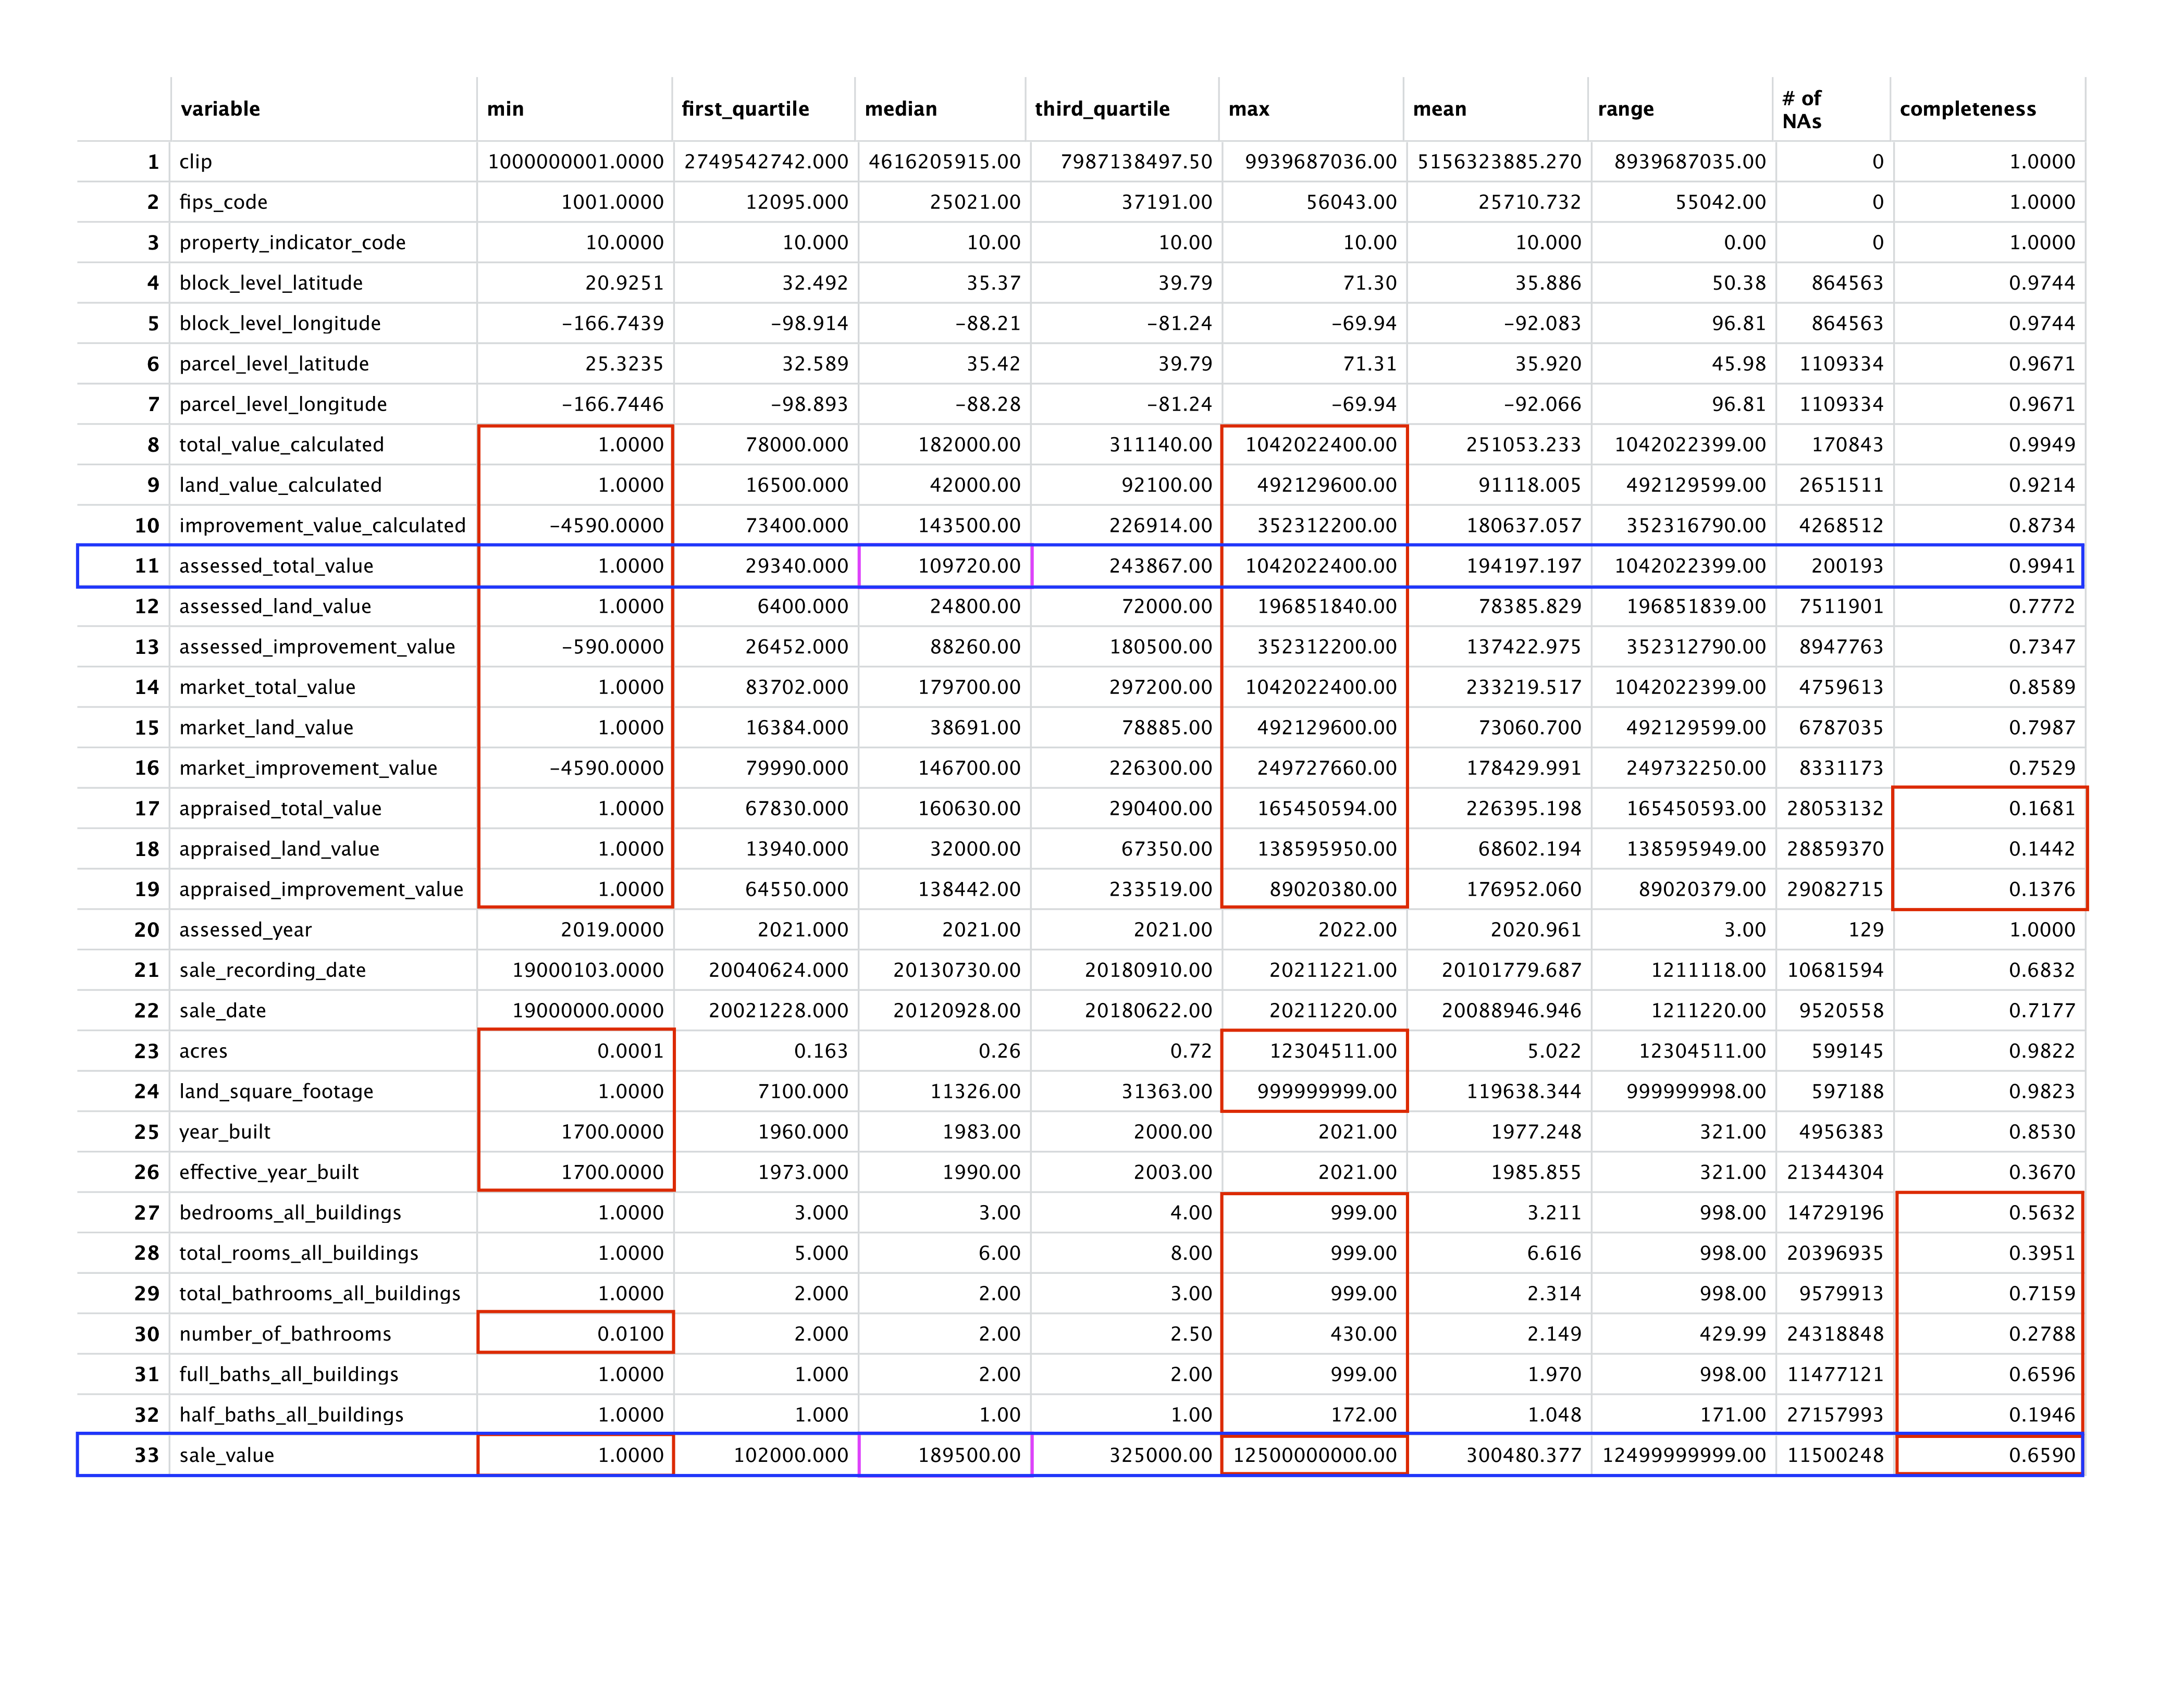 variable min first_quartile median third_quartile max mean range # of NAs completeness
1 clip 1000000001.0000 2749542742.000 4616205915.00 7987138497.50 9939687036.00 5156323885.270 8939687035.00 0 1.0000
2 fips_code 1001.0000 12095.000 25021.00 37191.00 56043.00 25710.732 55042.00 0 1.0000
3 property_indicator_code 10.0000 10.000 10.00 10.00 10.00 10.000 0.00 0 1.0000
4 block_level_latitude 20.9251 32.492 35.37 39.79 71.30 35.886 50.38 864563 0.9744
5 block_level_longitude −166.7439 −98.914 −88.21 −81.24 −69.94 −92.083 96.81 864563 0.9744
6 parcel_level_latitude 25.3235 32.589 35.42 39.79 71.31 35.920 45.98 1109334 0.9671
7 parcel_level_longitude −166.7446 −98.893 −88.28 −81.24 −69.94 −92.066 96.81 1109334 0.9671
8 total_value_calculated 1.0000 78000.000 182000.00 311140.00 1042022400.00 251053.233 1042022399.00 170843 0.9949
9 land_value_calculated 1.0000 16500.000 42000.00 92100.00 492129600.00 91118.005 492129599.00 2651511 0.9214
10 improvement_value_calculated −4590.0000 73400.000 143500.00 226914.00 352312200.00 180637.057 352316790.00 4268512 0.8734
11 assessed_total_value 1.0000 29340.000 109720.00 243867.00 1042022400.00 194197.197 1042022399.00 200193 0.9941
12 assessed_land_value 1.0000 6400.000 24800.00 72000.00 196851840.00 78385.829 196851839.00 7511901 0.7772
13 assessed_improvement_value −590.0000 26452.000 88260.00 180500.00 352312200.00 137422.975 352312790.00 8947763 0.7347
14 market_total_value 1.0000 83702.000 179700.00 297200.00 1042022400.00 233219.517 1042022399.00 4759613 0.8589
15 market_land_value 1.0000 16384.000 38691.00 78885.00 492129600.00 73060.700 492129599.00 6787035 0.7987
16 market_improvement_value −4590.0000 79990.000 146700.00 226300.00 249727660.00 178429.991 249732250.00 8331173 0.7529
17 appraised_total_value 1.0000 67830.000 160630.00 290400.00 165450594.00 226395.198 165450593.00 28053132 0.1681
18 appraised_land_value 1.0000 13940.000 32000.00 67350.00 138595950.00 68602.194 138595949.00 28859370 0.1442
19 appraised_improvement_value 1.0000 64550.000 138442.00 233519.00 89020380.00 176952.060 89020379.00 29082715 0.1376
20 assessed_year 2019.0000 2021.000 2021.00 2021.00 2022.00 2020.961 3.00 129 1.0000
21 sale_recording_date 19000103.0000 20040624.000 20130730.00 20180910.00 20211221.00 20101779.687 1211118.00 10681594 0.6832
22 sale_date 19000000.0000 20021228.000 20120928.00 20180622.00 20211220.00 20088946.946 1211220.00 9520558 0.7177
23 acres 0.0001 0.163 0.26 0.72 12304511.00 5.022 12304511.00 599145 0.9822
24 land_square_footage 1.0000 7100.000 11326.00 31363.00 999999999.00 119638.344 999999998.00 597188 0.9823
25 year_built 1700.0000 1960.000 1983.00 2000.00 2021.00 1977.248 321.00 4956383 0.8530
26 effective_year_built 1700.0000 1973.000 1990.00 2003.00 2021.00 1985.855 321.00 21344304 0.3670
27 bedrooms_all_buildings 1.0000 3.000 3.00 4.00 999.00 3.211 998.00 14729196 0.5632
28 total_rooms_all_buildings 1.0000 5.000 6.00 8.00 999.00 6.616 998.00 20396935 0.3951
29 total_bathrooms_all_buildings 1.0000 2.000 2.00 3.00 999.00 2.314 998.00 9579913 0.7159
30 number_of_bathrooms 0.0100 2.000 2.00 2.50 430.00 2.149 429.99 24318848 0.2788
31 full_baths_all_buildings 1.0000 1.000 2.00 2.00 999.00 1.970 998.00 11477121 0.6596
32 half_baths_all_buildings 1.0000 1.000 1.00 1.00 172.00 1.048 171.00 27157993 0.1946
33 sale_value 1.0000 102000.000 189500.00 325000.00 12500000000.00 300480.377 12499999999.00 11500248 0.6590